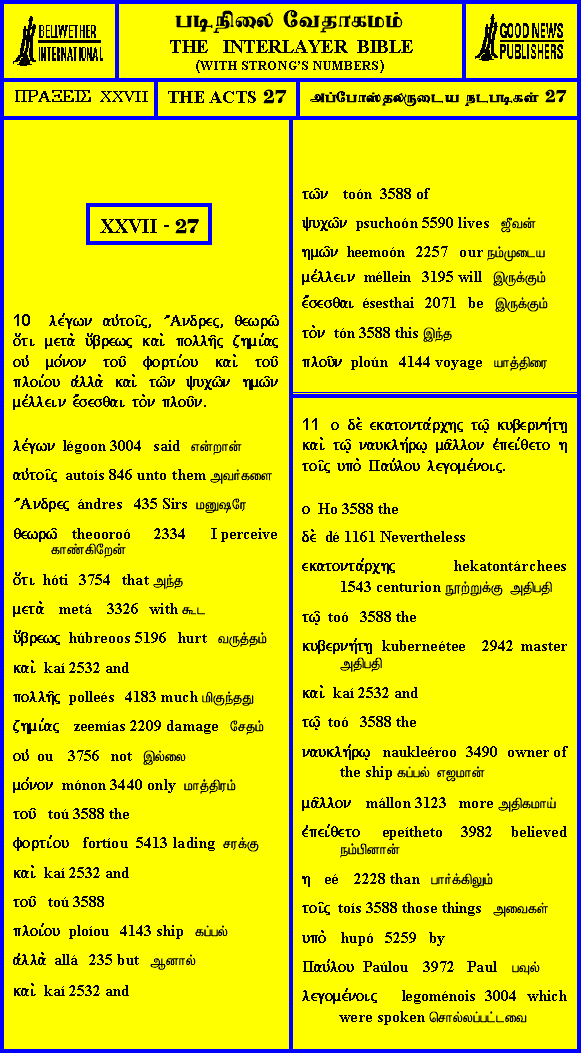 BELLWETHER
INTERNATIONAL
படிநிலை வேதாகமம்
THE INTERLAYER BIBLE
(WITH STRONG'S NUMBERS)
GOOD NEWS
PUBLISHERS
ΠΡΑΞΕΙΣ XXVII
THE ACTS 27
அப்போஸ்தலருடைய நடபடிகள் 27
XXVII - 27
10 λέγων αὐτοῖς, Ἄνδρες, θεωρῶ
ὅτι μετὰ ὕβρεως καὶ πολλῆς ζημίας
οὐ μόνον τοῦ φορτίου καὶ τοῦ
πλοίου ἀλλὰ καὶ τῶν ψυχῶν ημῶν
μέλλειν ἔσεσθαι τὸν πλοῦν.
λέγων légoon 3004 said என்றான்
αὐτοῖς autoís 846 unto them அவர்களை
Ἄνδρες ándres 435 Sirs மனுஷரே
θεωρῶ theooroó 2334 I perceive
காண்கிறேன்
ὅτι hóti 3754 that அந்த
μετὰ metá 3326 with கூட
ὕβρεως húbreoos 5196 hurt வருத்தம்
καὶ kaí 2532 and
πολλῆς polleés 4183 much மிகுந்தது
ζημίας zeemías 2209 damage சேதம்
οὐ ou 3756 not இல்லை
μόνον mónon 3440 only மாத்திரம்
τοῦ toú 3588 the
φορτίου fortíou 5413 lading சரக்கு
καὶ kaí 2532 and
τοῦ toú 3588
πλοίου ploíou 4143 ship கப்பல்
ἀλλὰ allá 235 but ஆனால்
καὶ kaí 2532 and
τῶν toón 3588 of
ψυχῶν psuchoón 5590 lives ஜீவன்
ημῶν heemoón 2257 our நம்முடைய
μέλλειν méllein 3195 will இருக்கும்
ἔσεσθαι ésesthai 2071 be இருக்கும்
τὸν tón 3588 this இந்த
πλοῦν ploún 4144 voyage யாத்திரை
11 ο δὲ εκατοντάρχης τῷ κυβερνήτῃ
καὶ τῷ ναυκλήρῳ μᾶλλον ἐπείθετο η
τοῖς υπὸ Παύλου λεγομένοις.
ο Ho 3588 the
δὲ dé 1161 Nevertheless
εκατοντάρχης hekatontárchees
1543 centurion நூற்றுக்கு அதிபதி
τῷ toó 3588 the
κυβερνήτῃ kuberneétee 2942 master
அதிபதி
καὶ kaí 2532 and
τῷ toó 3588 the
ναυκλήρῳ naukleéroo 3490 owner of
the ship கப்பல் எஜமான்
μᾶλλον mállon 3123 more அதிகமாய்
ἐπείθετο epeítheto 3982 believed
நம்பினான்
η eé 2228 than பார்க்கிலும்
τοῖς toís 3588 those things அவைகள்
υπὸ hupó 5259 by
Παύλου Paúlou 3972 Paul பவுல்
λεγομένοις legoménois 3004 which
were spoken சொல்லப்பட்டவை